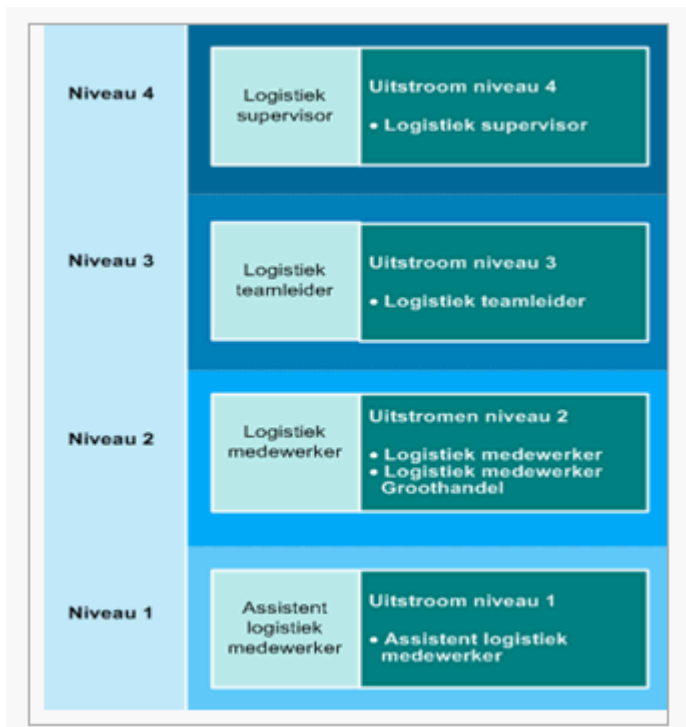 Niveau 4
Logistiek
supervisor
Uitstroom niveau 4
• Logistiek supervisor
Niveau 3
Logistiek
teamleider
Uitstroom niveau 3
• Logistiek teamleider
Niveau 2
Logistiek
medewerker
Uitstromen niveau 2
• Logistiek medewerker
• Logistiek medewerker
Groothandel
Niveau 1
Assistent
logistiek
medewerker
Uitstroom niveau 1
• Assistent logistiek
medewerker